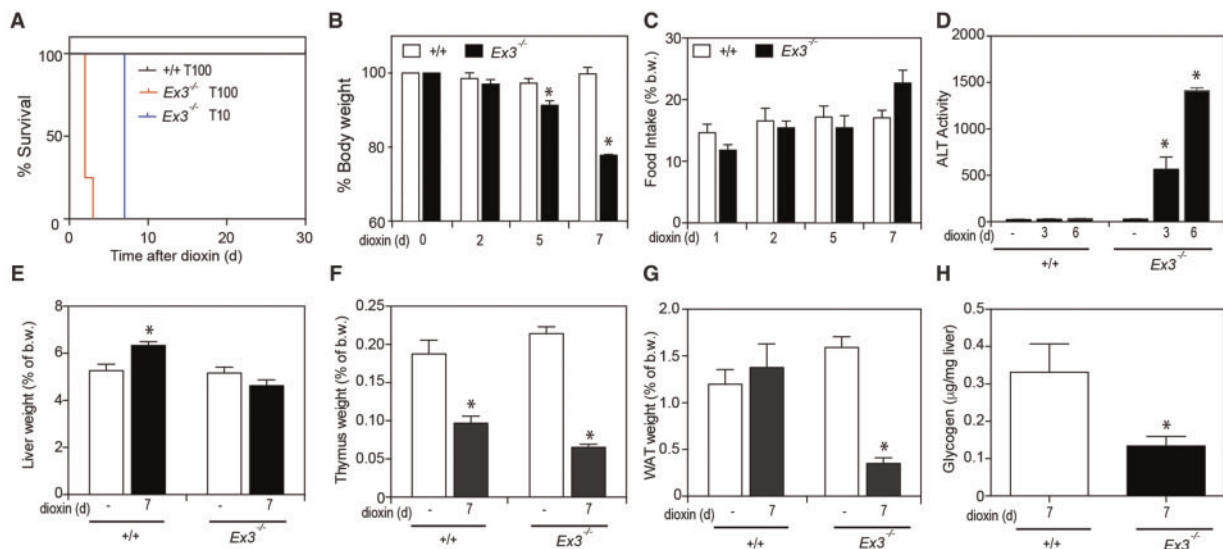 A
% Survival
100
50
0
0 10 20 30
Time after dioxin (d)
+/+ T100
Ex3-/- T100
Ex3-/- T10
B
+/+ Ex3-/-
% Body weight
100
80
60
* *
dioxin (d) 0 2 5 7
C
+/+ Ex3-/-
Food Intake (% b.w.)
30
20
10
0
dioxin (d) 1 2 5 7
D
ALT Activity
2000
1500
1000
500
0
* *
dioxin (d) - 3 6 - 3 6
+/+ Ex3-/-
E
Liver weight (% of b.w.)
8
6
4
2
0
*
dioxin (d) - 7 - 7
+/+ Ex3-/-
F
Thymus weight (% of b.w.)
0.25
0.20
0.15
0.10
0.05
0.00
* *
dioxin (d) - 7 - 7
+/+ Ex3-/-
G
WAT weight (% of b.w.)
2.0
1.5
1.0
0.5
0.0
*
dioxin (d) - 7 - 7
+/+ Ex3-/-
H
Glycogen (μg/mg liver)
0.5
0.4
0.3
0.2
0.1
0
*
dioxin (d) 7 7
+/+ Ex3-/-